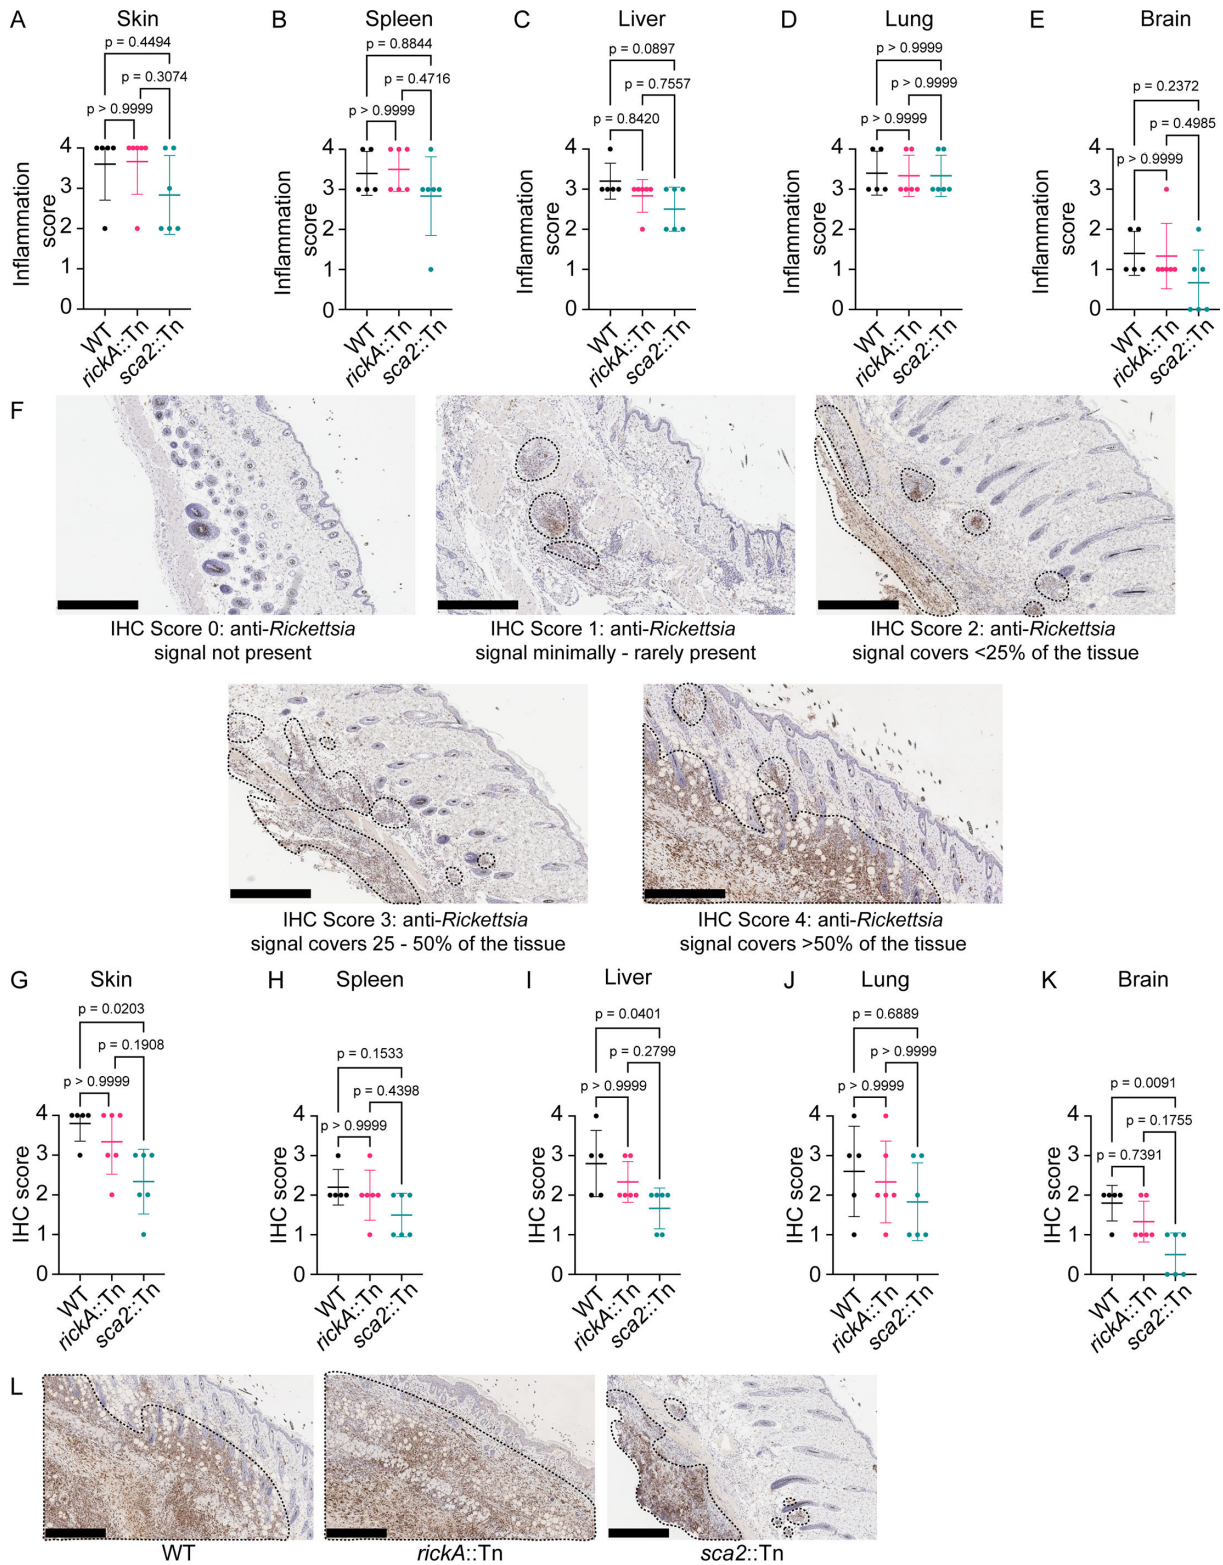 A Skin
B Spleen
C Liver
D Lung
E Brain
p = 0.4494
p = 0.3074
p > 0.9999
Inflammation
score
4
3
2
1
0
WT
rickA::Tn
sca2::Tn
p = 0.8844
p = 0.4716
p > 0.9999
Inflammation
score
4
3
2
1
0
WT
rickA::Tn
sca2::Tn
p = 0.0897
p = 0.7557
p = 0.8420
Inflammation
score
4
3
2
1
0
WT
rickA::Tn
sca2::Tn
p > 0.9999
p > 0.9999
p > 0.9999
Inflammation
score
4
3
2
1
0
WT
rickA::Tn
sca2::Tn
p = 0.2372
p = 0.4985
p > 0.9999
Inflammation
score
4
3
2
1
0
WT
rickA::Tn
sca2::Tn
F
IHC Score 0: anti-Rickettsia
signal not present
IHC Score 1: anti-Rickettsia
signal minimally - rarely present
IHC Score 2: anti-Rickettsia
signal covers <25% of the tissue
IHC Score 3: anti-Rickettsia
signal covers 25 - 50% of the tissue
IHC Score 4: anti-Rickettsia
signal covers >50% of the tissue
G Skin
H Spleen
I Liver
J Lung
K Brain
p = 0.0203
p = 0.1908
p > 0.9999
IHC score
4
3
2
1
0
WT
rickA::Tn
sca2::Tn
p = 0.1533
p = 0.4398
p > 0.9999
IHC score
4
3
2
1
0
WT
rickA::Tn
sca2::Tn
p = 0.0401
p = 0.2799
p > 0.9999
IHC score
4
3
2
1
0
WT
rickA::Tn
sca2::Tn
p = 0.6889
p > 0.9999
p > 0.9999
IHC score
4
3
2
1
0
WT
rickA::Tn
sca2::Tn
p = 0.0091
p = 0.1755
p = 0.7391
IHC score
4
3
2
1
0
WT
rickA::Tn
sca2::Tn
L
WT
rickA::Tn
sca2::Tn